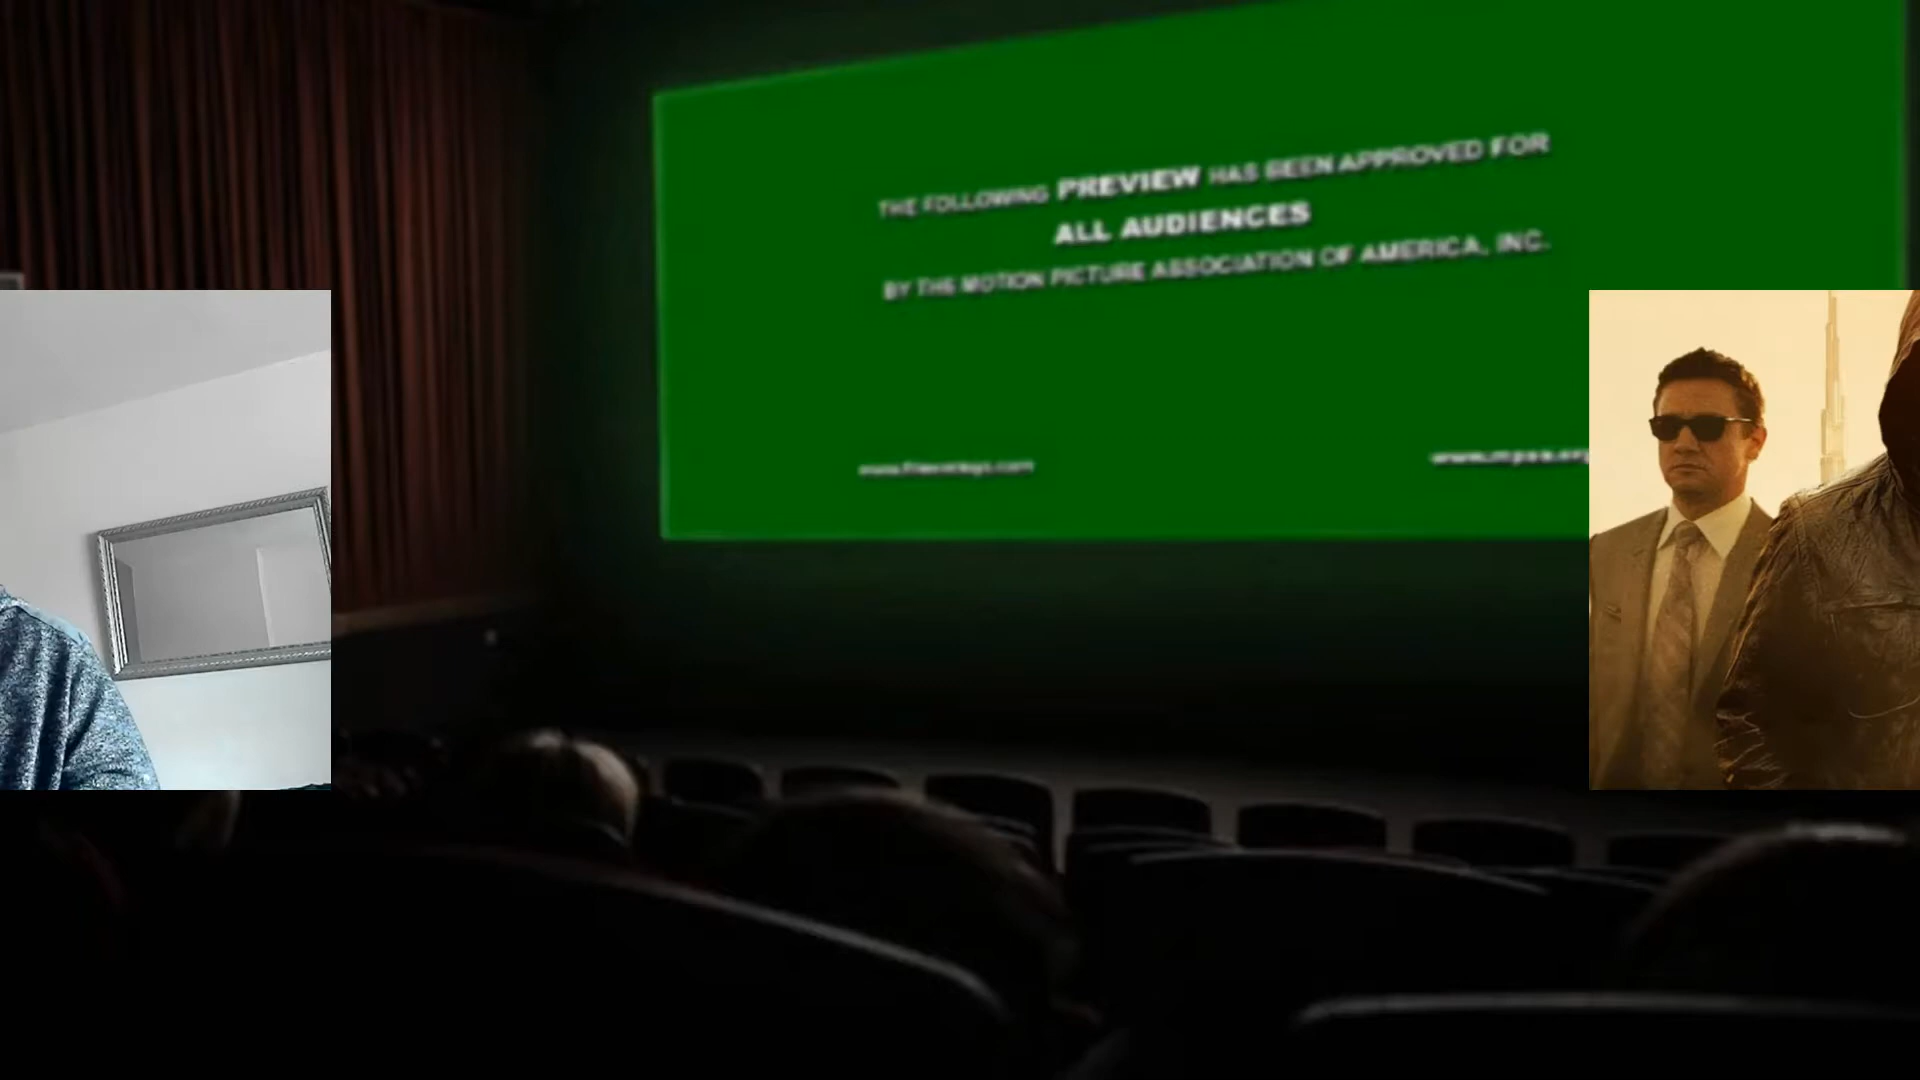 THE FOLLOWING PREVIEW HAS BEEN APPROVED FOR
ALL AUDIENCES
BY THE MOTION PICTURE ASSOCIATION OF AMERICA, INC.